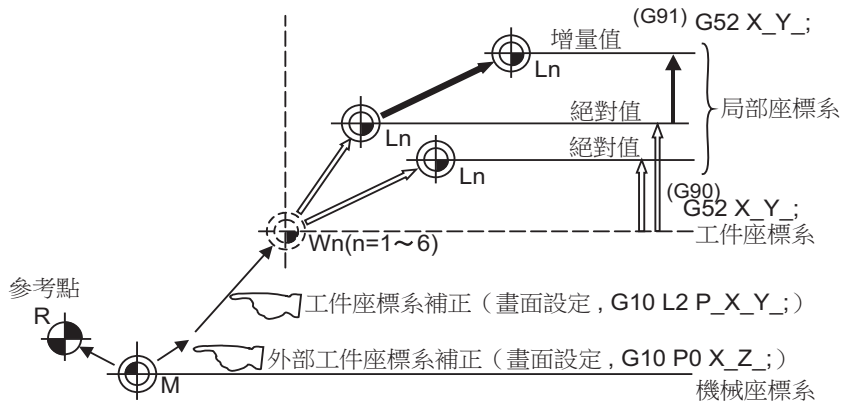 (G91) G52 X_Y_;
增量值
Ln
局部座標系
絕對值
Ln
絕對值
Ln
(G90)
G52 X_Y_;
Wn(n=1～6)
工件座標系
參考點
R
工件座標系補正（畫面設定 , G10 L2 P_X_Y_;）
外部工件座標系補正（畫面設定 , G10 P0 X_Z_;）
M
機械座標系